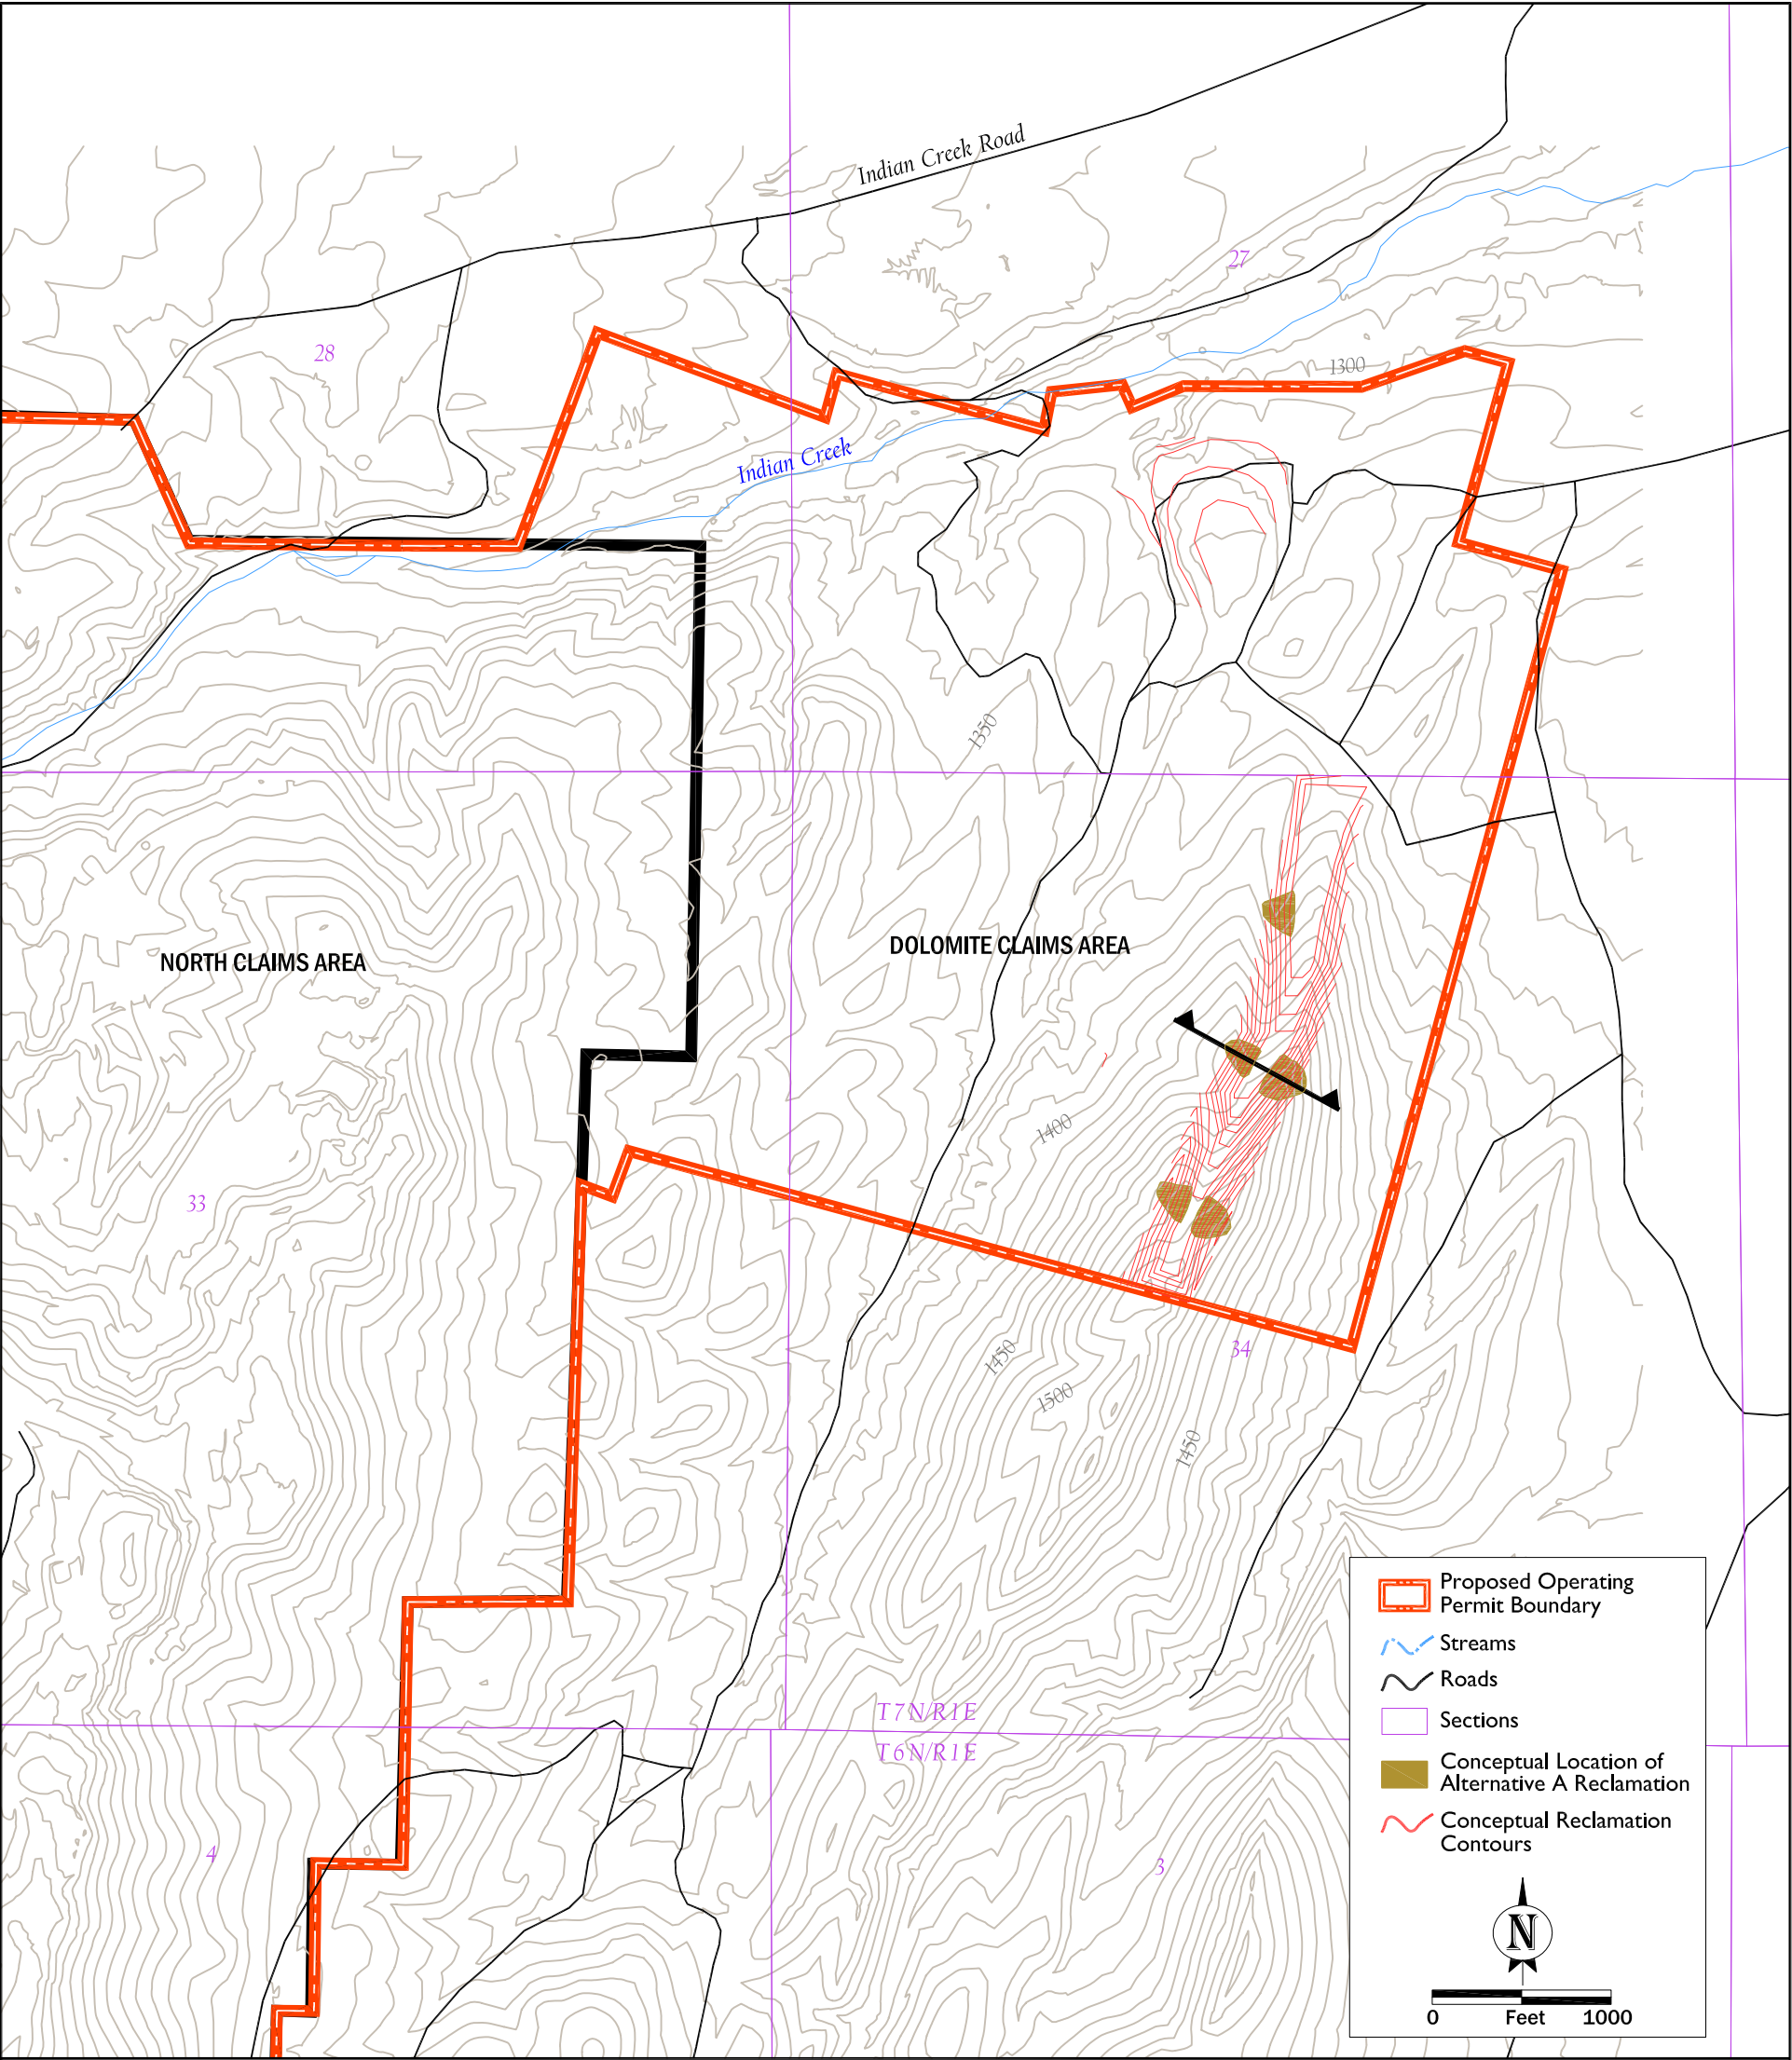 Indian Creek Road
27
28
1300
Indian Creek
1350
NORTH CLAIMS AREA
DOLOMITE CLAIMS AREA
1400
33
34
1450
1500
1450
T7N/R1E
T6N/R1E
4
3
Proposed Operating
Permit Boundary
Streams
Roads
Sections
Conceptual Location of
Alternative A Reclamation
Conceptual Reclamation
Contours
N
0 Feet 1000